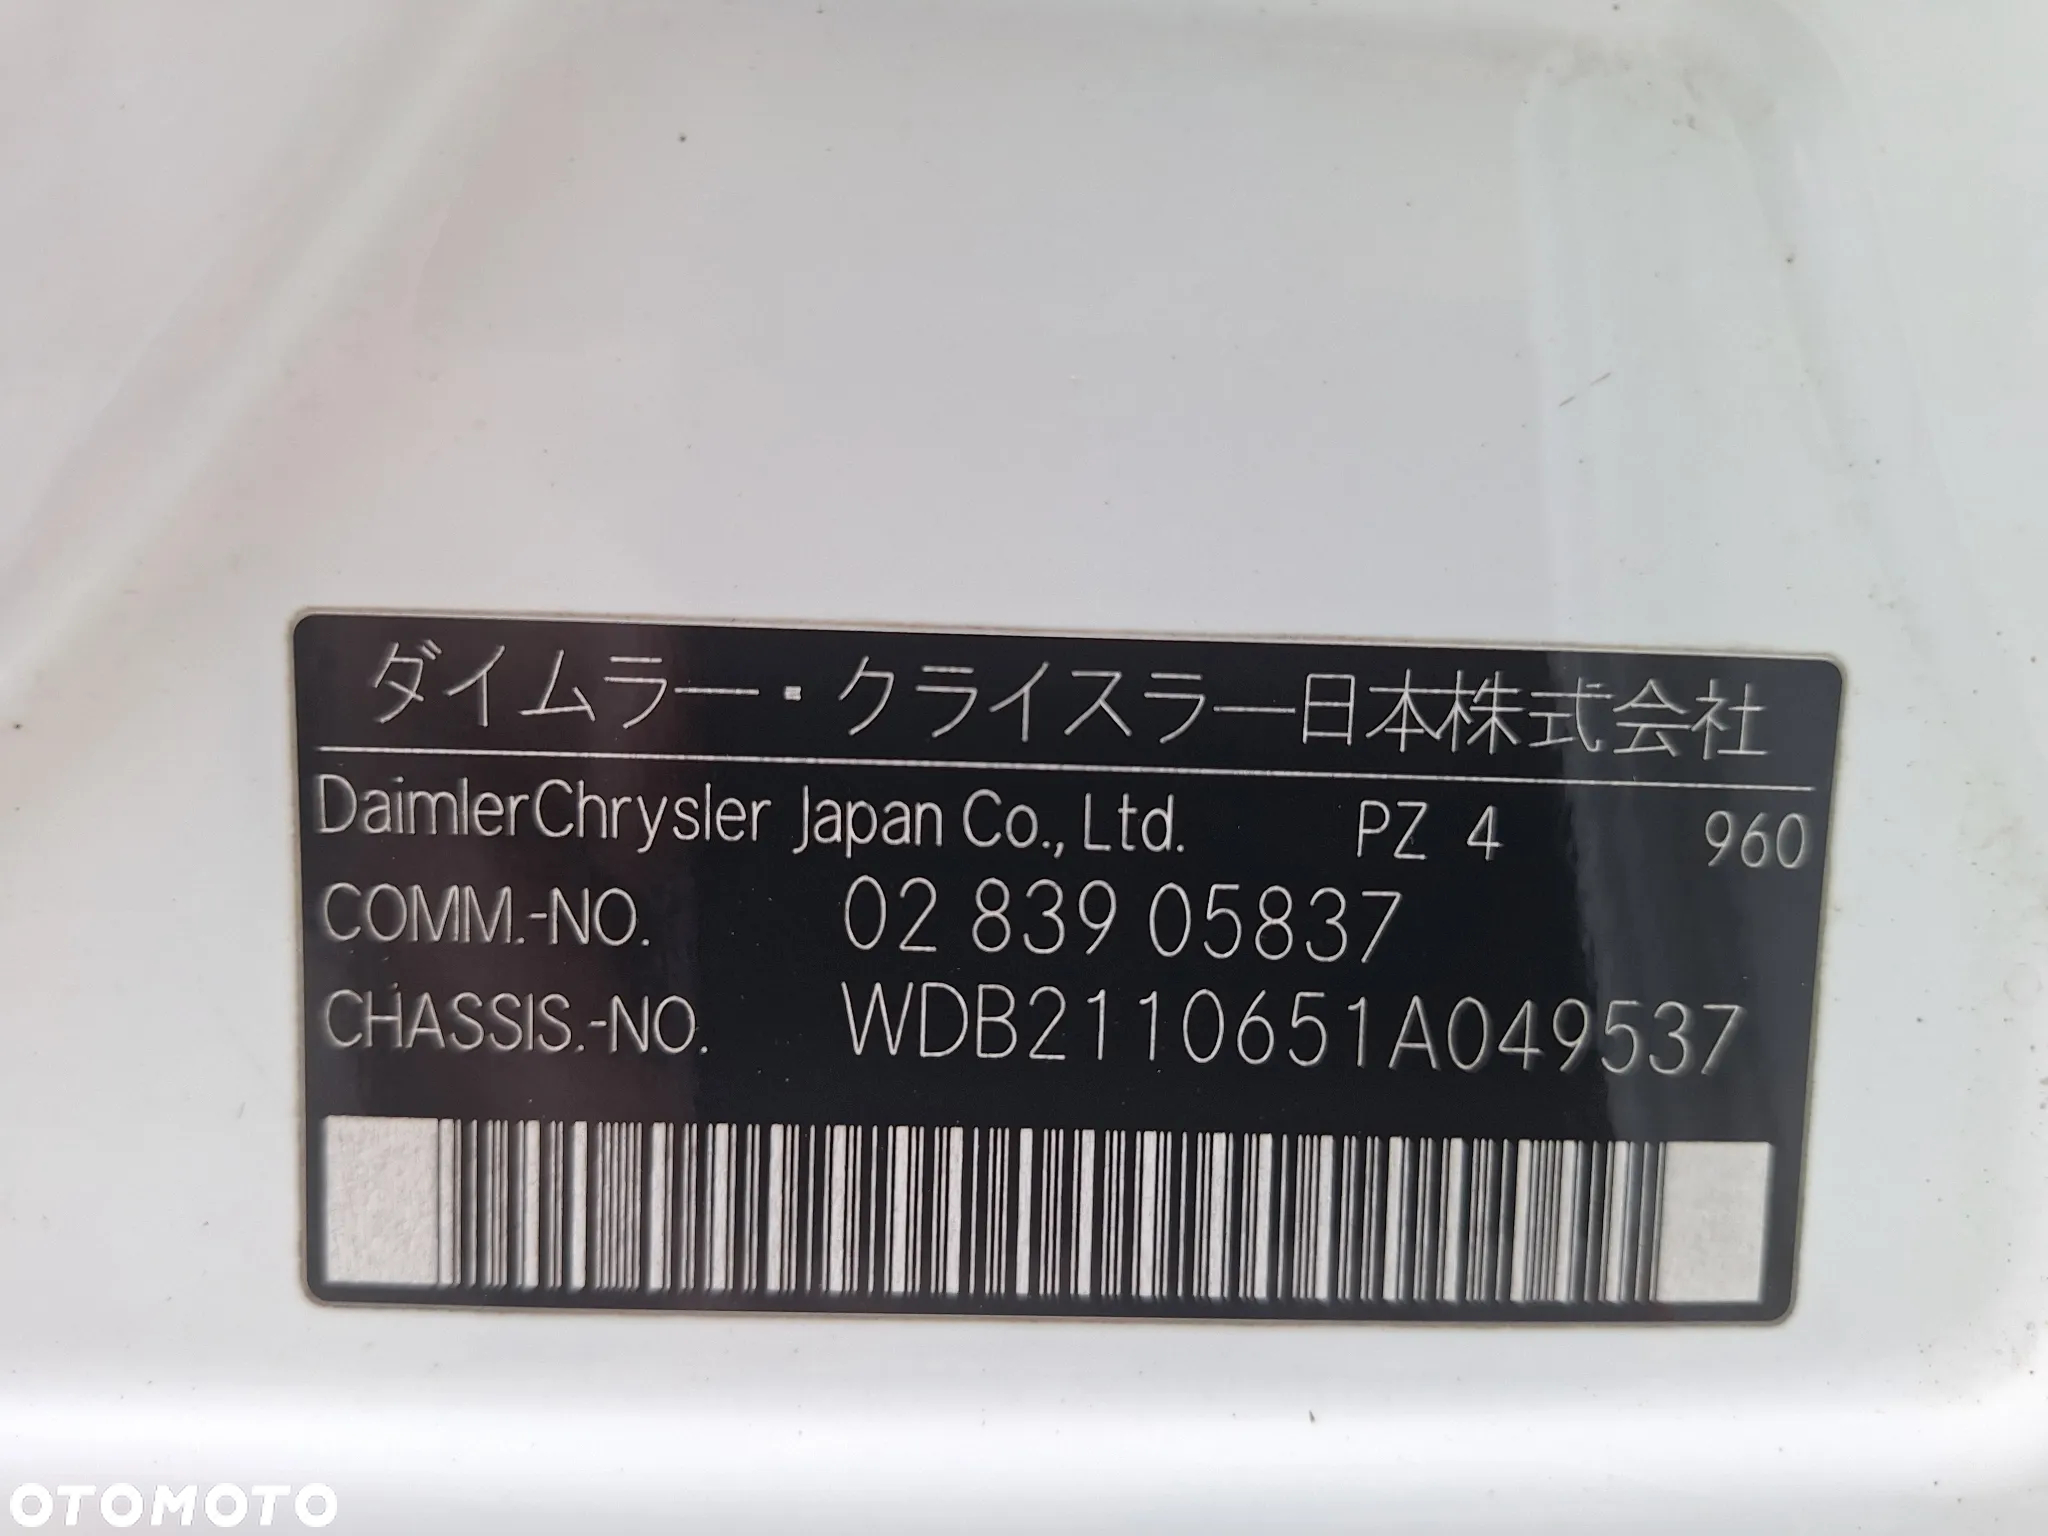 ダイムラー・クライスラー日本株式会社
DaimlerChrysler Japan Co., Ltd. PZ 4 960
COMM.-NO. 02 839 05837
CHASSIS.-NO. WDB2110651A049537
OTOMOTO